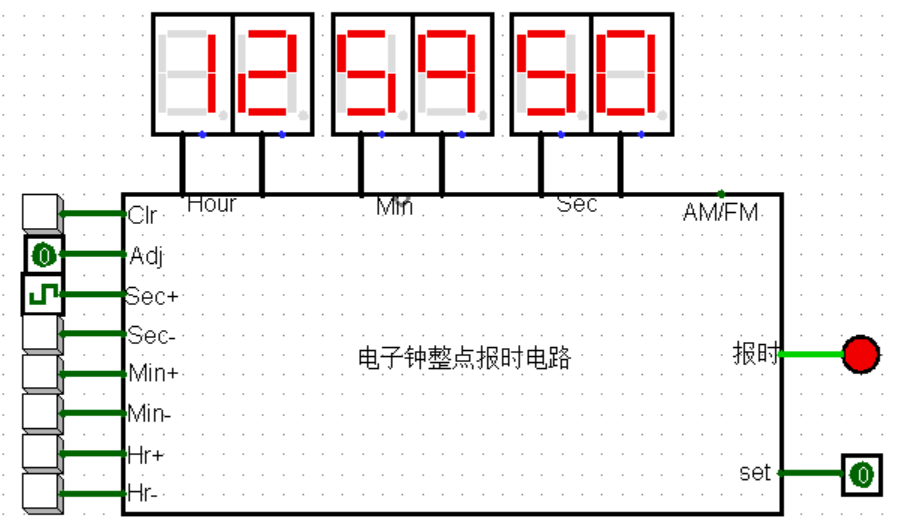 12 59 50
Hour Min Sec AM/FM
Clr
0 Adj
Sec+
Sec-
电子钟整点报时电路 报时
Min+
Min-
Hr+
set 0
Hr-